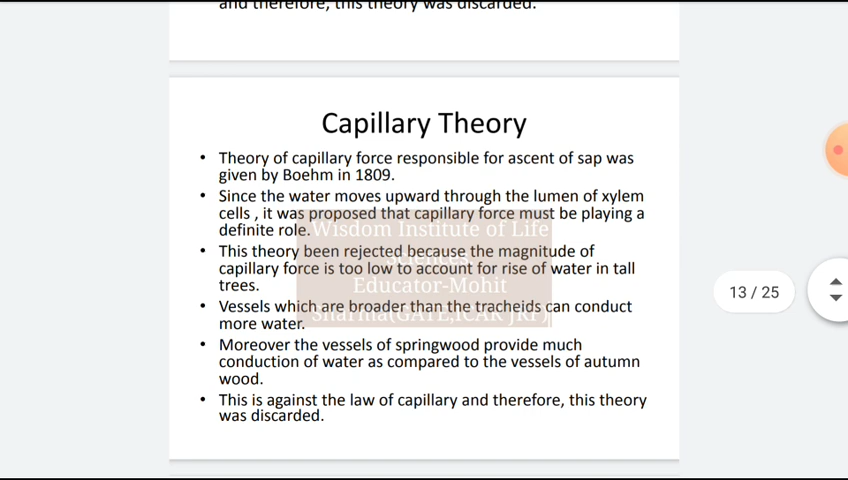 and therefore, this theory was discarded.
Capillary Theory
• Theory of capillary force responsible for ascent of sap was
given by Boehm in 1809.
• Since the water moves upward through the lumen of xylem
cells , it was proposed that capillary force must be playing a
definite role.
• This theory been rejected because the magnitude of
capillary force is too low to account for rise of water in tall
trees.
• Vessels which are broader than the tracheids can conduct
more water.
• Moreover the vessels of springwood provide much
conduction of water as compared to the vessels of autumn
wood.
• This is against the law of capillary and therefore, this theory
was discarded.
Wisdom Institute of Life
Sciences
Educator-Mohit
Sharma(GATE,ICAR JRF)
13 / 25